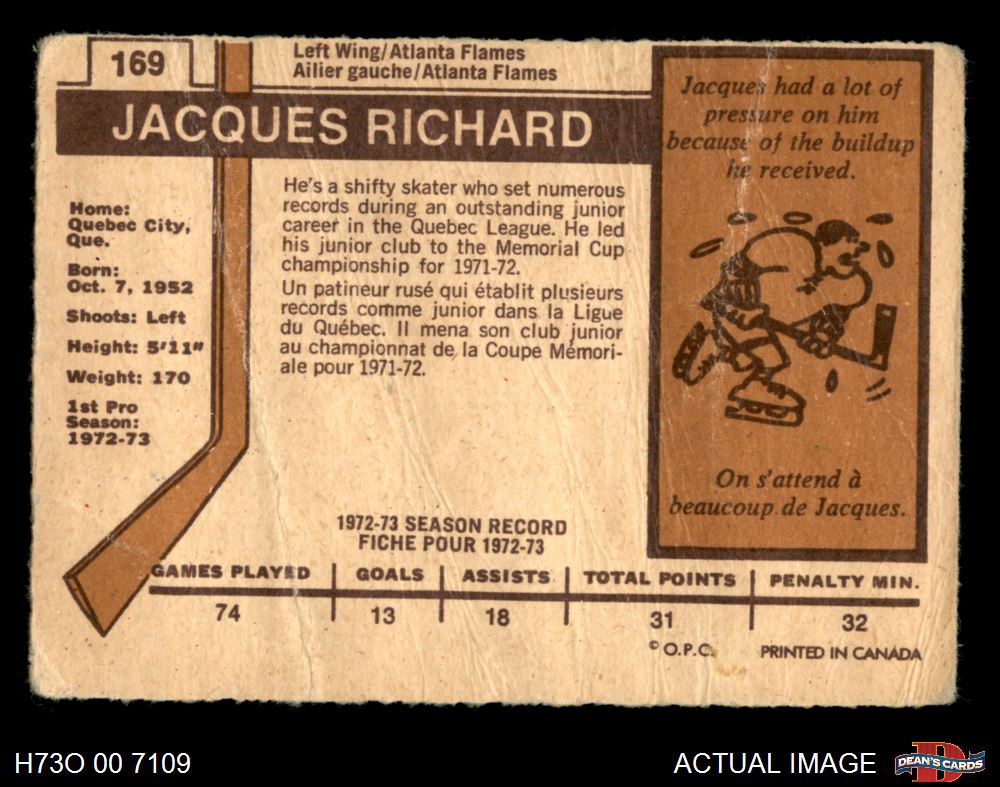 169
Left Wing/Atlanta Flames
Ailier gauche/Atlanta Flames
JACQUES RICHARD
Home:
Quebec City,
Que.
Born:
Oct. 7, 1952
Shoots: Left
Height: 5'11"
Weight: 170
1st Pro
Season:
1972-73
He's a shifty skater who set numerous
records during an outstanding junior
career in the Quebec League. He led
his junior club to the Memorial Cup
championship for 1971-72.
Un patineur rusé qui établit plusieurs
records comme junior dans la Ligue
du Québec. Il mena son club junior
au championnat de la Coupe Mémori-
ale pour 1971-72.
Jacques had a lot of
pressure on him
because of the buildup
he received.
On s'attend à
beaucoup de Jacques.
1972-73 SEASON RECORD
FICHE POUR 1972-73
GAMES PLAYED GOALS ASSISTS TOTAL POINTS PENALTY MIN.
74 13 18 31 32
© O.P.C. PRINTED IN CANADA
H73O 00 7109 ACTUAL IMAGE D DEAN'S CARDS